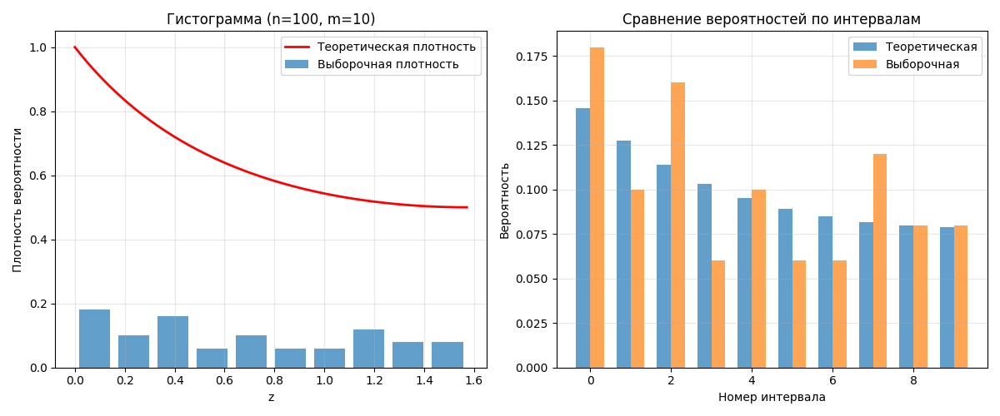 Гистограмма (n=100, m=10)
Теоретическая плотность
Выборочная плотность
Плотность вероятности
1.0
0.8
0.6
0.4
0.2
0.0
0.0 0.2 0.4 0.6 0.8 1.0 1.2 1.4 1.6
z
Сравнение вероятностей по интервалам
Теоретическая
Выборочная
Вероятность
0.175
0.150
0.125
0.100
0.075
0.050
0.025
0.000
0 2 4 6 8
Номер интервала